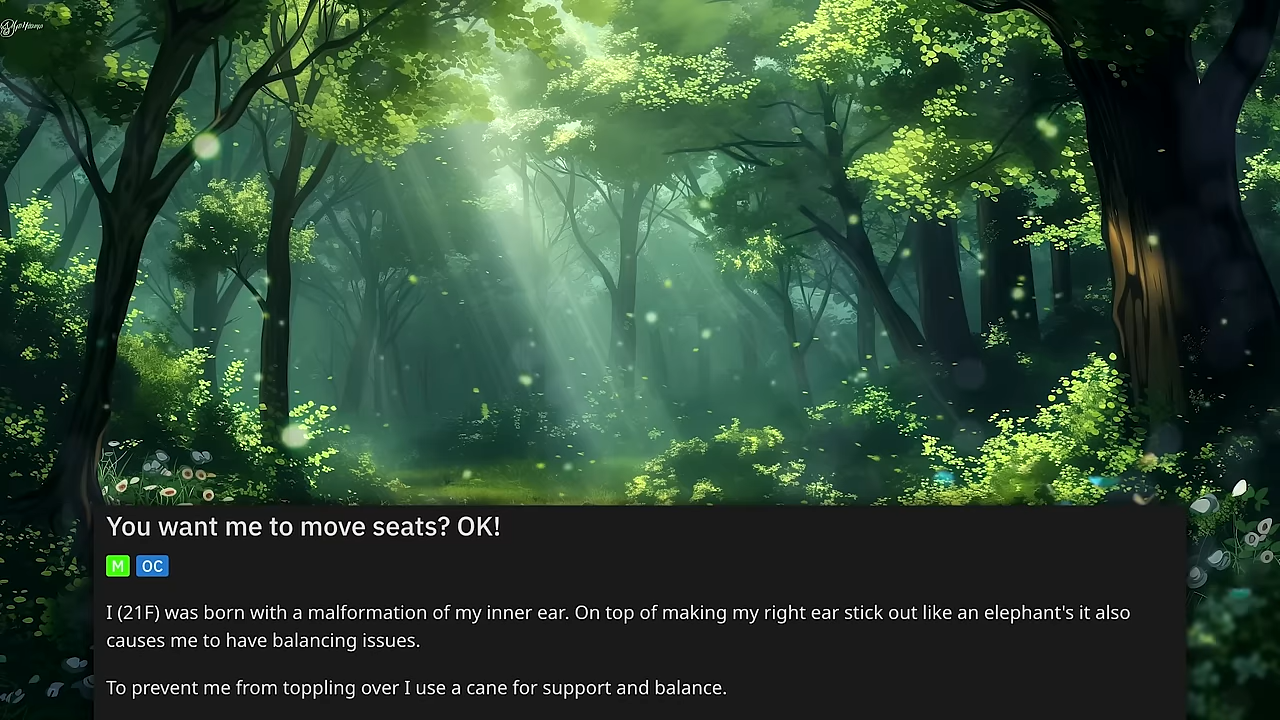 You want me to move seats? OK!
M OC
I (21F) was born with a malformation of my inner ear. On top of making my right ear stick out like an elephant's it also
causes me to have balancing issues.
To prevent me from toppling over I use a cane for support and balance.